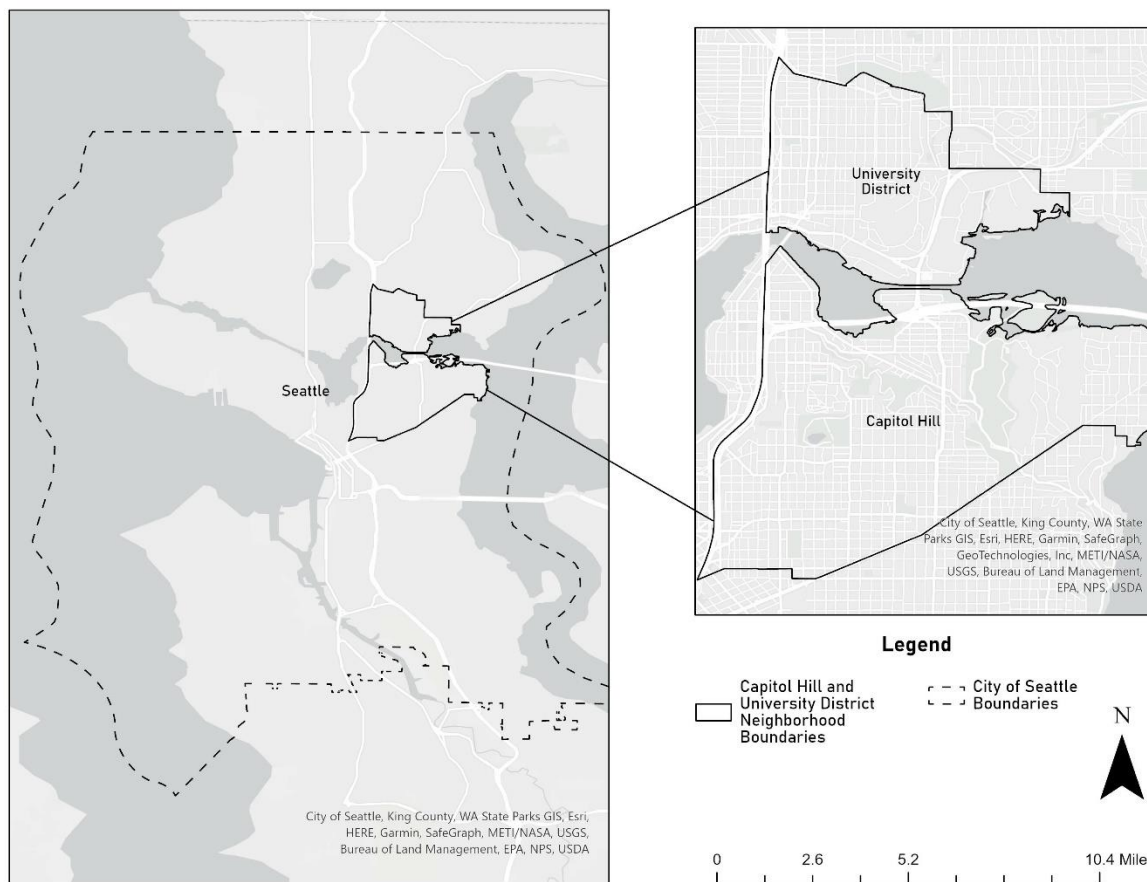 Seattle
City of Seattle, King County, WA State Parks GIS, Esri,
HERE, Garmin, SafeGraph, METI/NASA, USGS,
Bureau of Land Management, EPA, NPS, USDA
University
District
Capitol Hill
City of Seattle, King County, WA State
Parks GIS, Esri, HERE, Garmin, SafeGraph,
GeoTechnologies, Inc, METI/NASA,
USGS, Bureau of Land Management,
EPA, NPS, USDA
Legend
Capitol Hill and
University District
Neighborhood
Boundaries
City of Seattle
Boundaries
N
0 2.6 5.2 10.4 Mile